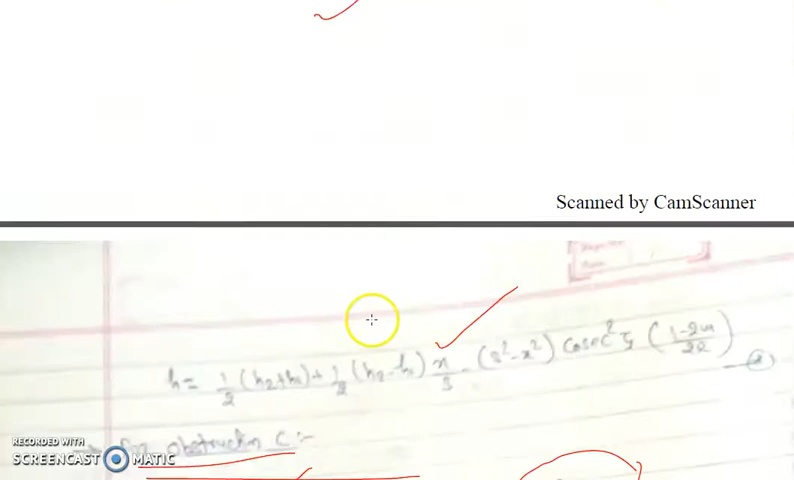 Scanned by CamScanner
h = 1/2 (h2+h1) + 1/2 (h2-h1) x/s - (s²-x²) Cosec² ξ ( 1-2m / 2R )
For obstruction C :-
RECORDED WITH
SCREENCAST MATIC